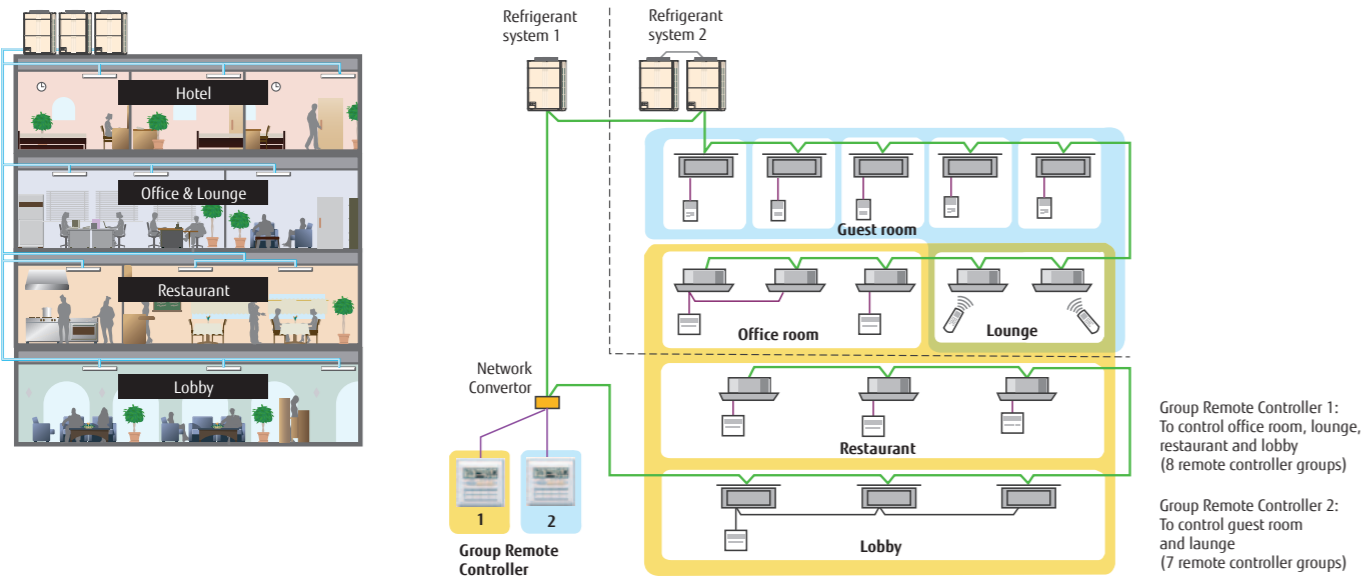 Hotel
Office & Lounge
Restaurant
Lobby
Refrigerant
system 1
Refrigerant
system 2
Guest room
Office room
Lounge
Network
Convertor
Restaurant
Lobby
1
2
Group Remote
Controller
Group Remote Controller 1:
To control office room, lounge,
restaurant and lobby
(8 remote controller groups)
Group Remote Controller 2:
To control guest room
and launge
(7 remote controller groups)